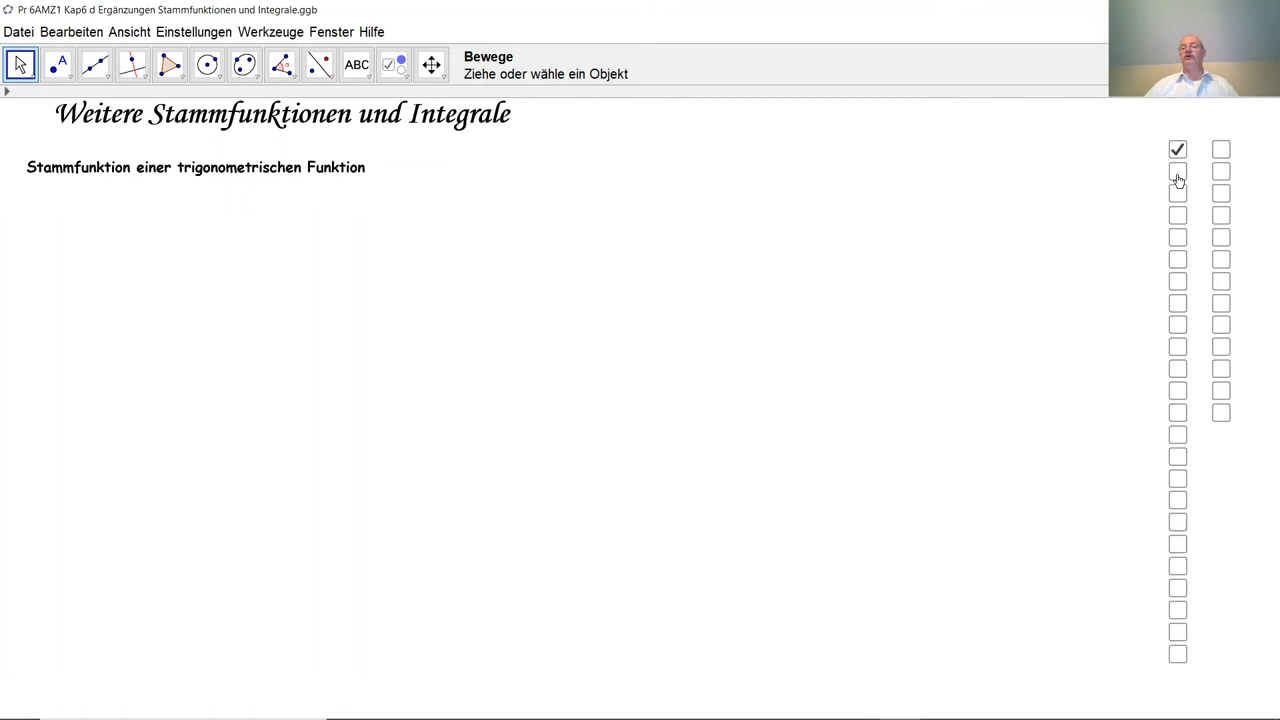 Pr 6AMZ1 Kap6 d Ergänzungen Stammfunktionen und Integrale.ggb
Datei Bearbeiten Ansicht Einstellungen Werkzeuge Fenster Hilfe
A
ABC
Bewege
Ziehe oder wähle ein Objekt
Weitere Stammfunktionen und Integrale
Stammfunktion einer trigonometrischen Funktion